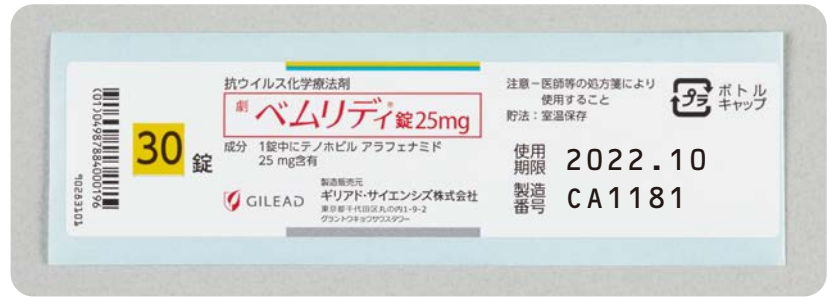 (01)04987884000196
90283101
30錠
抗ウイルス化学療法剤
劇 ベムリディ®錠25mg
成分 1錠中にテノホビル アラフェナミド
25 mg含有
GILEAD
製造販売元
ギリアド・サイエンシズ株式会社
東京都千代田区丸の内1-9-2
グラントウキョウサウスタワー
注意－医師等の処方箋により
使用すること
貯法：室温保存
プラ
ボトル
キャップ
使用
期限 2022.10
製造
番号 CA1181